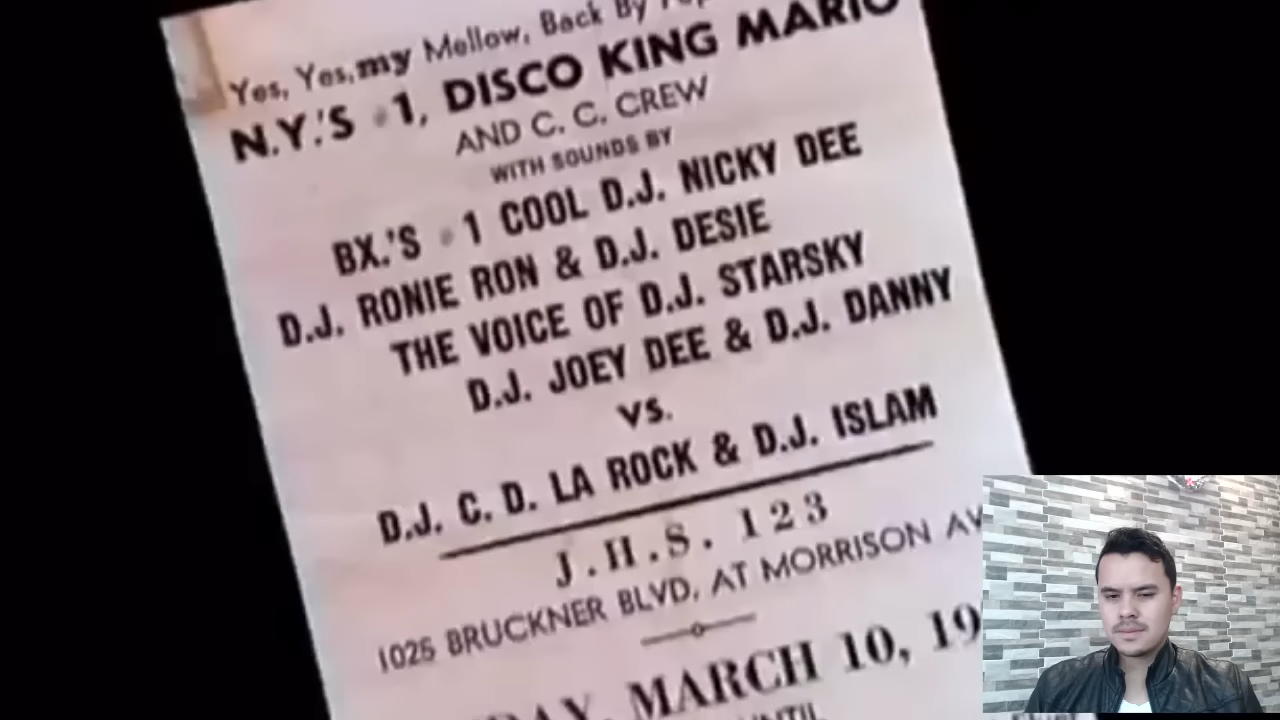 Yes, Yes, my Mellow, Back By
N.Y.'S #1, DISCO KING MARIO
AND C. C. CREW
WITH SOUNDS BY
BX.'S #1 COOL D.J. NICKY DEE
D.J. RONIE RON & D.J. DESIE
THE VOICE OF D.J. STARSKY
D.J. JOEY DEE & D.J. DANNY
VS.
D.J. C. D. LA ROCK & D.J. ISLAM
J.H.S. 123
1025 BRUCKNER BLVD, AT MORRISON AV
MARCH 10, 19